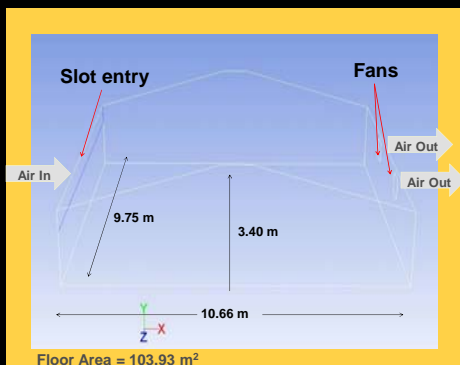 Slot entry
Fans
Air Out
Air In
Air Out
9.75 m
3.40 m
10.66 m
Y
Z X
Floor Area = 103.93 m²